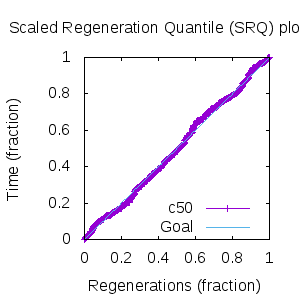 Scaled Regeneration Quantile (SRQ) plo
1
0.8
0.6
0.4
0.2
0
Time (fraction)
c50
Goal
0 0.2 0.4 0.6 0.8 1
Regenerations (fraction)